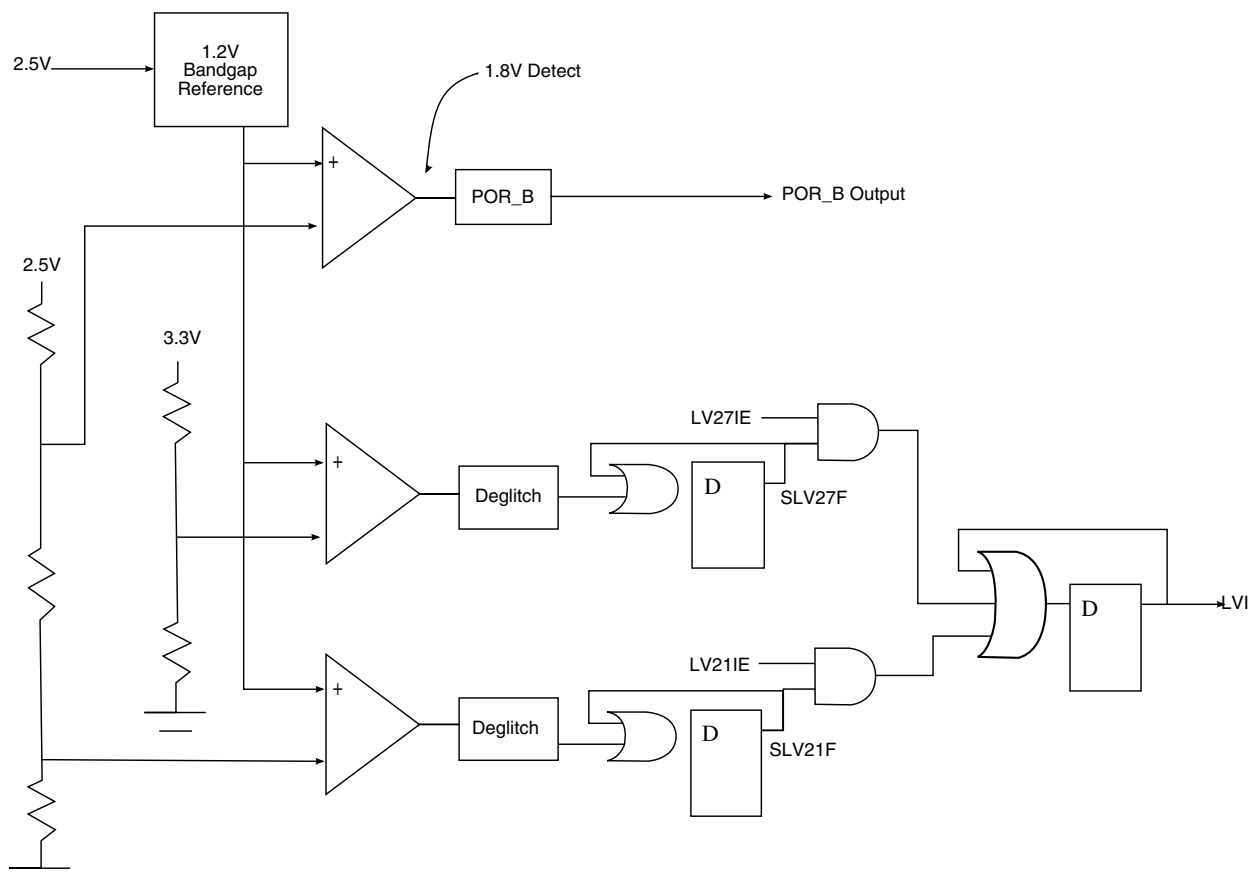 1.2V
Bandgap
Reference
2.5V
1.8V Detect
+
POR_B
POR_B Output
2.5V
3.3V
LV27IE
+
Deglitch
D
SLV27F
D
LVI
LV21IE
+
Deglitch
D
SLV21F